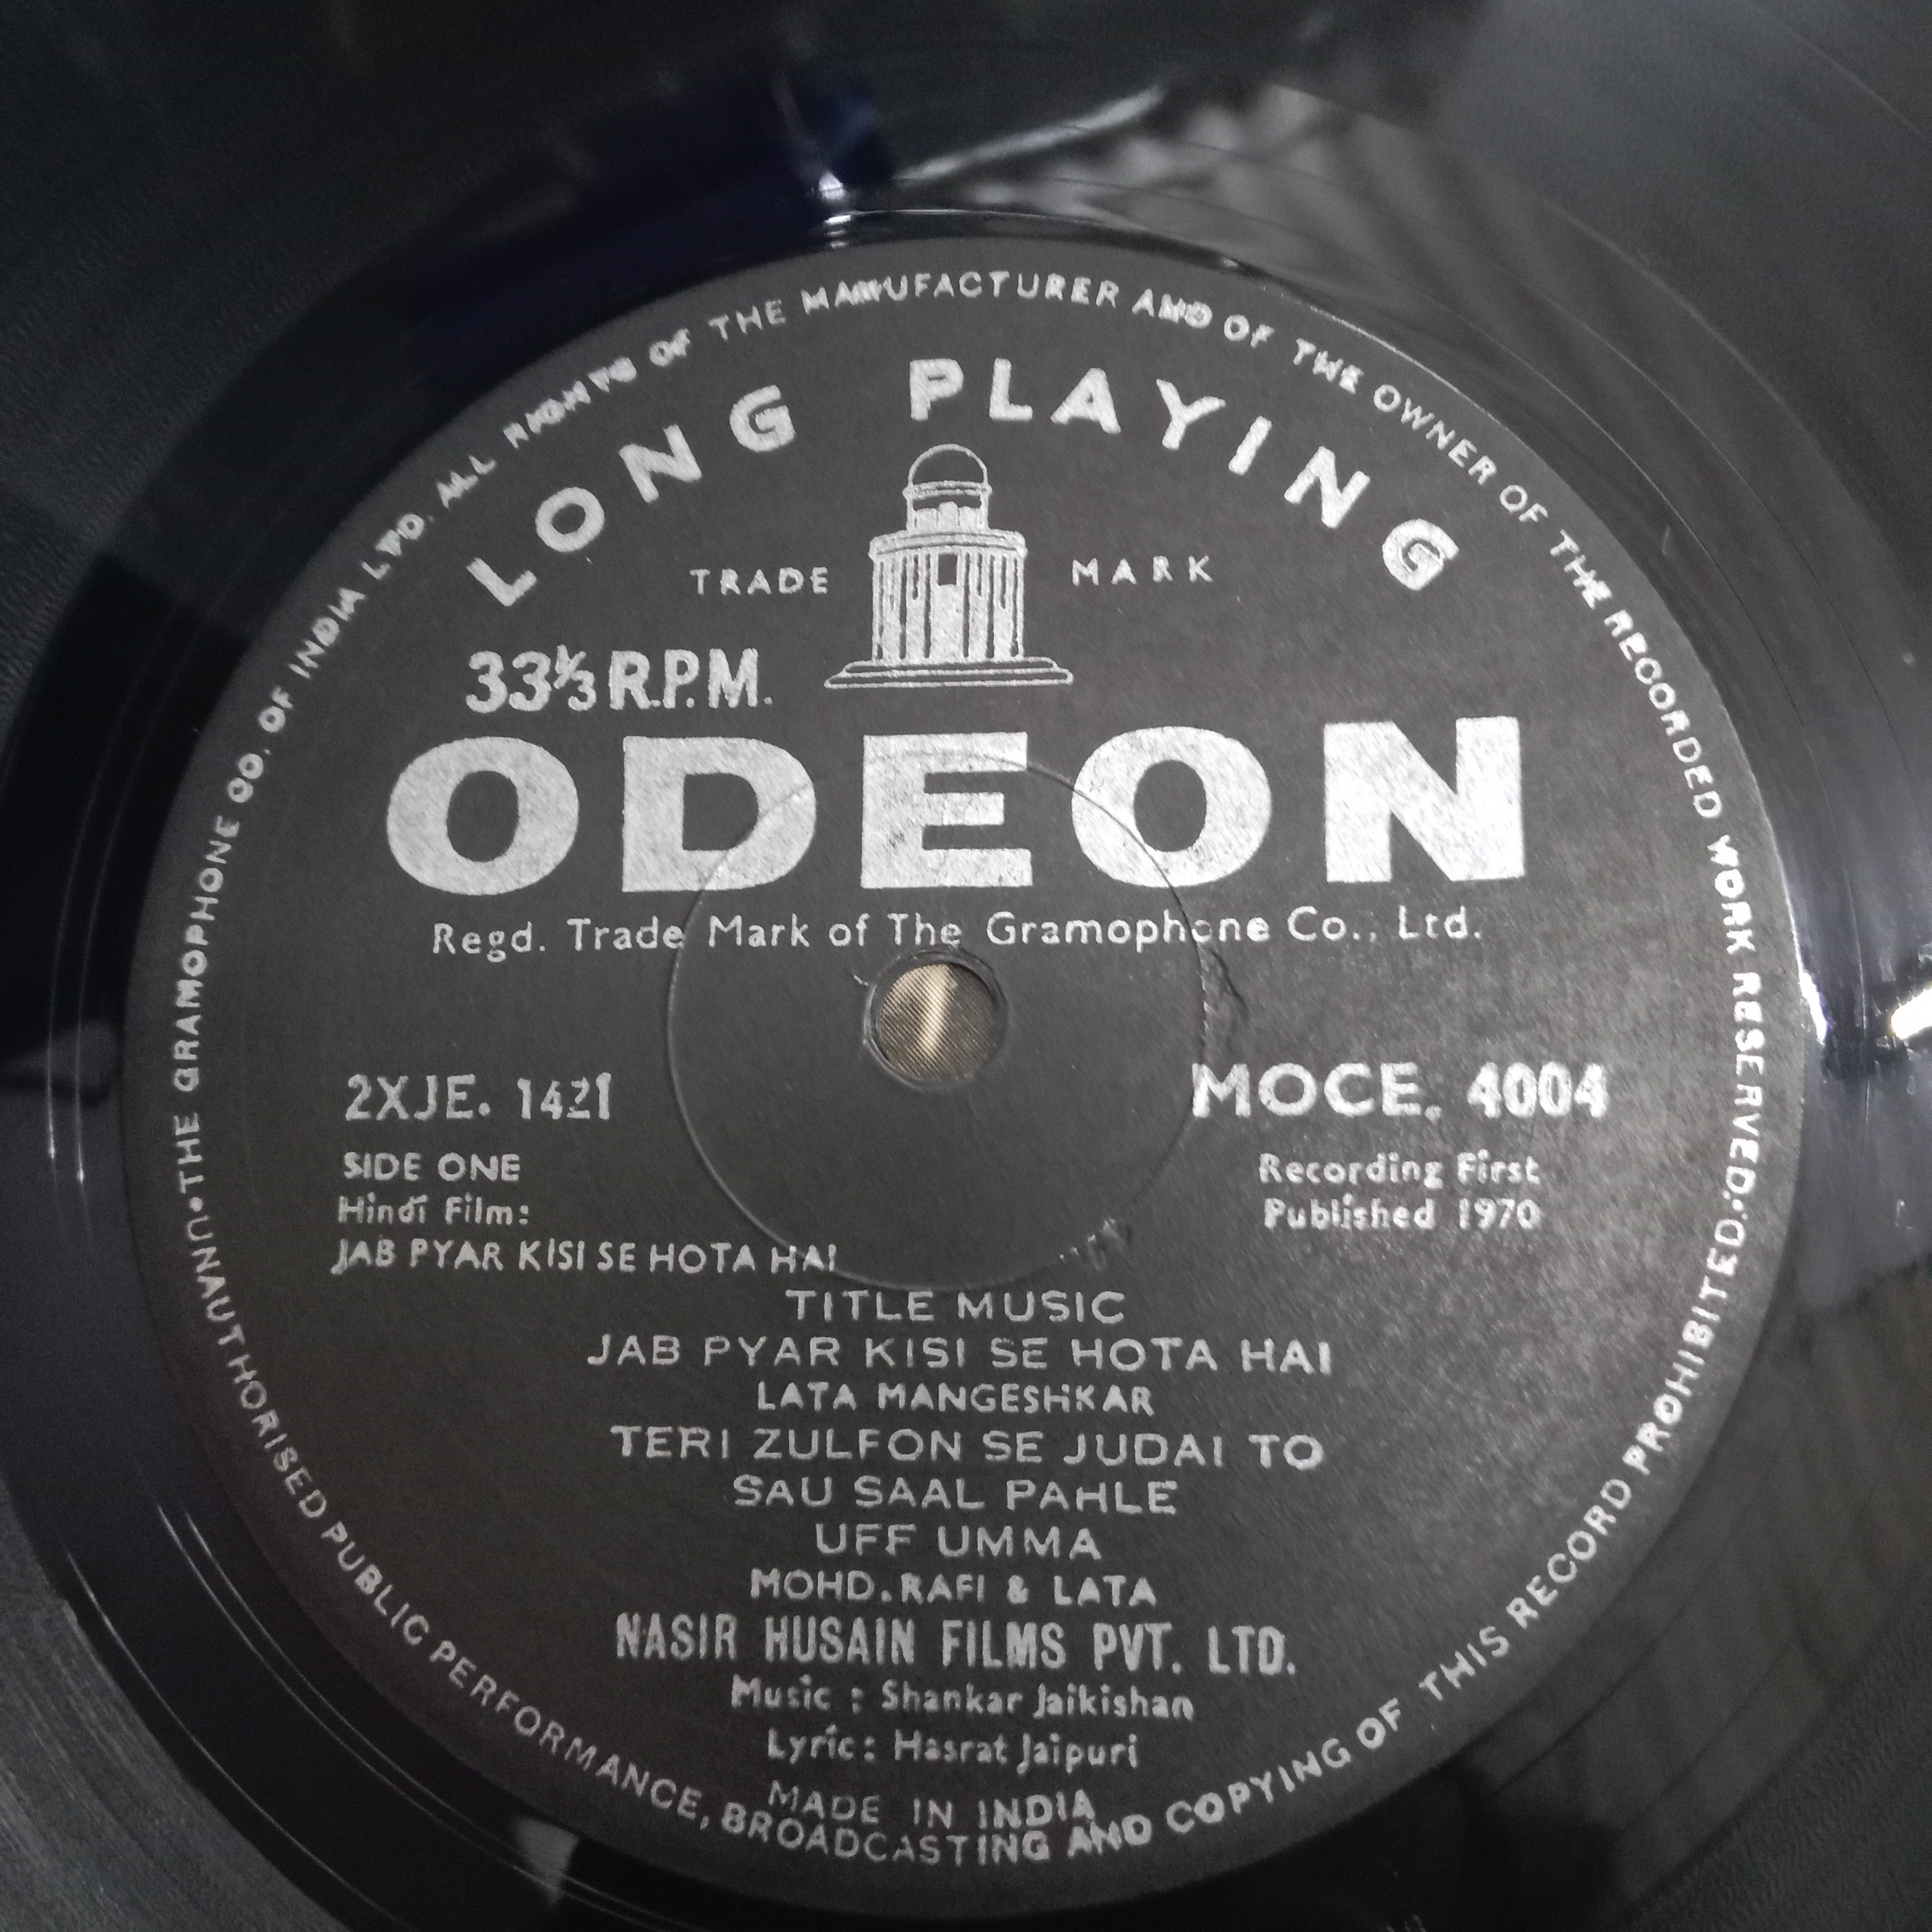 THE GRAMOPHONE CO. OF INDIA LTD. ALL RIGHTS OF THE MANUFACTURER AND OF THE OWNER OF THE RECORDED WORK RESERVED.
UNNAUTHORISED PUBLIC PERFORMANCE, BROADCASTING AND COPYING OF THIS RECORD PROHIBITED.
LONG PLAYING
TRADE MARK
33⅓ R.P.M.
ODEON
Regd. Trade Mark of The Gramophone Co., Ltd.
2XJE. 1421
MOCE. 4004
SIDE ONE
Recording First
Hindi Film:
Published 1970
JAB PYAR KISI SE HOTA HAI
TITLE MUSIC
JAB PYAR KISI SE HOTA HAI
LATA MANGESHKAR
TERI ZULFON SE JUDAI TO
SAU SAAL PAHLE
UFF UMMA
MOHD. RAFI & LATA
NASIR HUSAIN FILMS PVT. LTD.
Music : Shankar Jaikishan
Lyric: Hasrat Jaipuri
MADE IN INDIA